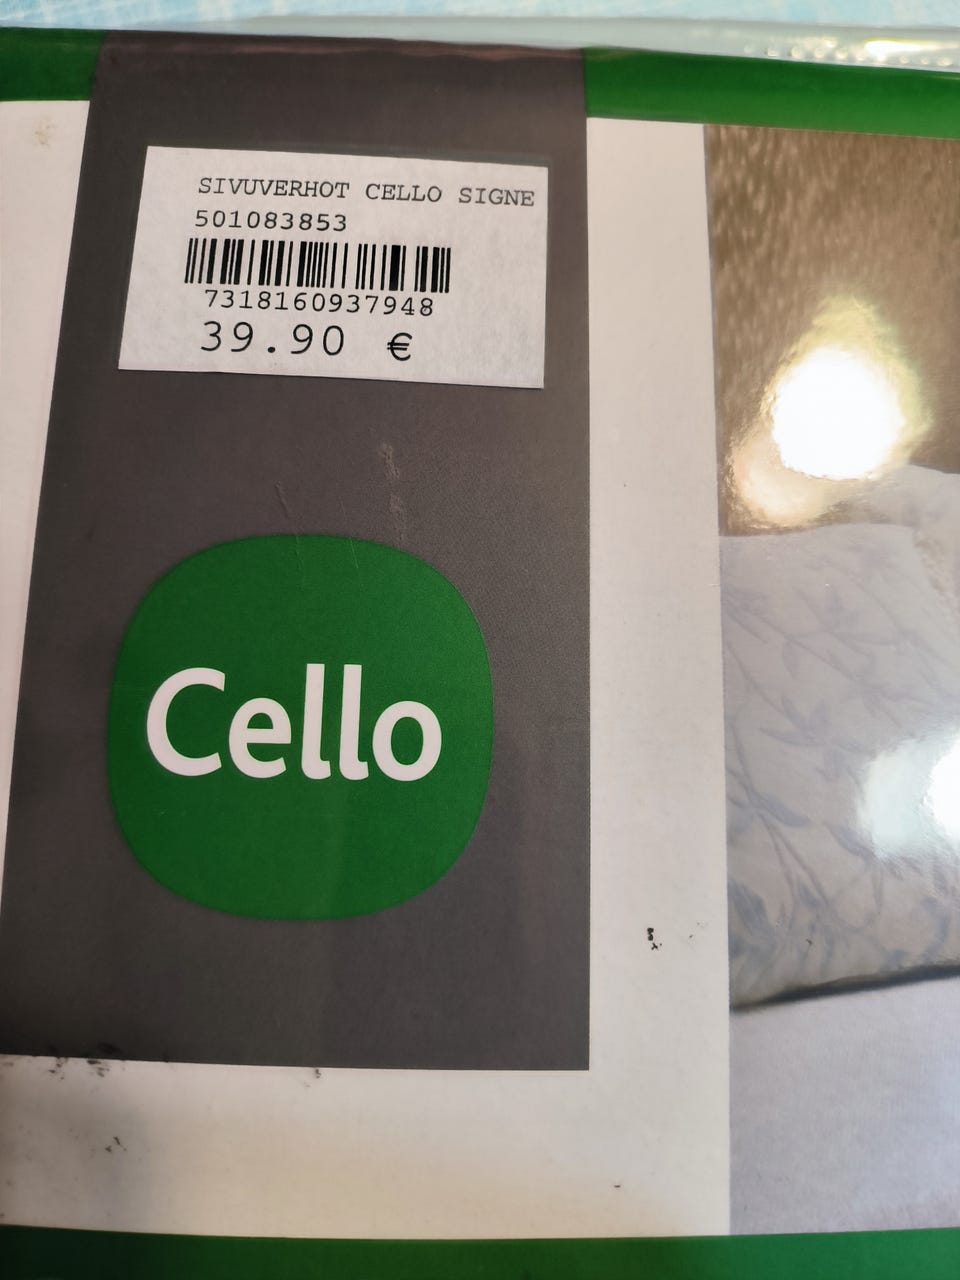 SIVUVERHOT CELLO SIGNE
501083853
7318160937948
39.90 €
Cello